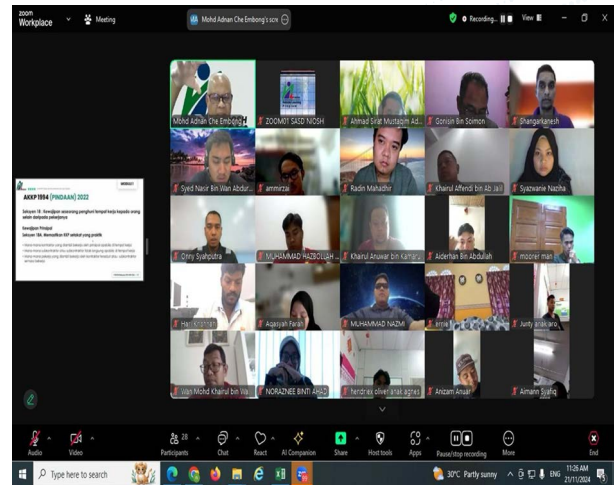 zoom
Workplace
Meeting
Mohd Adnan Che Embong's scre
Recording...
View
AKKP 1994 (PINDAAN) 2022
Mohd Adnan Che Embong
ZOOM01 SASD NIOSH
Ahmad Sirat Mustaqim Ad...
Gonisin Bin Soimon
Shangarkanesh
Syed Nasir Bin Wan Abdur...
ammirzai
Radin Mahadhir
Khairul Affendi bin Ab Jalil
Syazwanie Naziha
Onny Syahputra
MUHAMMAD HAZBOLLAH ...
Khairul Anuwar bin Kamaru...
Aiderhan Bin Abdullah
moorer man
Aqasyah Farah
MUHAMMAD NAZMI
ernie
Junty anak aro
Wan Mohd Khairul bin Wa...
NORAZNEE BINTI AHAD
hendriex oliver anak agnes
Anizam Anuar
Aimann Syafiq
Audio
Video
28
Participants
Chat
React
AI Companion
Share
Host tools
Apps
Pause/stop recording
More
End
Type here to search
30°C Partly sunny
ENG
11:26 AM
21/11/2024